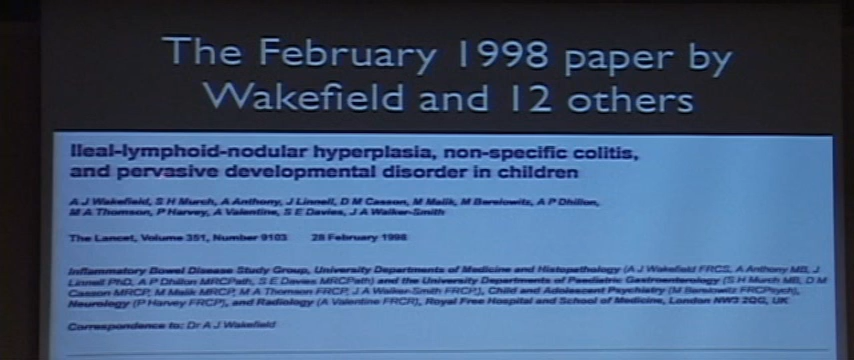 The February 1998 paper by
Wakefield and 12 others
Ileal-lymphoid-nodular hyperplasia, non-specific colitis,
and pervasive developmental disorder in children
A J Wakefield, S H Murch, A Anthony, J Linnell, D M Casson, M Malik, M Berelowitz, A P Dhillon,
M A Thomson, P Harvey, A Valentine, S E Davies, J A Walker-Smith
The Lancet, Volume 351, Number 9103 28 February 1998
Inflammatory Bowel Disease Study Group, University Departments of Medicine and Histopathology (A J Wakefield FRCS, A Anthony MB, J
Linnell PhD, A P Dhillon MRCPath, S E Davies MRCPath) and the University Departments of Paediatric Gastroenterology (S H Murch MB, D M
Casson MRCP, M Malik MRCP, M A Thomson FRCP, J A Walker-Smith FRCP), Child and Adolescent Psychiatry (M Berelowitz FRCPsych),
Neurology (P Harvey FRCP), and Radiology (A Valentine FRCR), Royal Free Hospital and School of Medicine, London NW3 2QG, UK
Correspondence to: Dr A J Wakefield